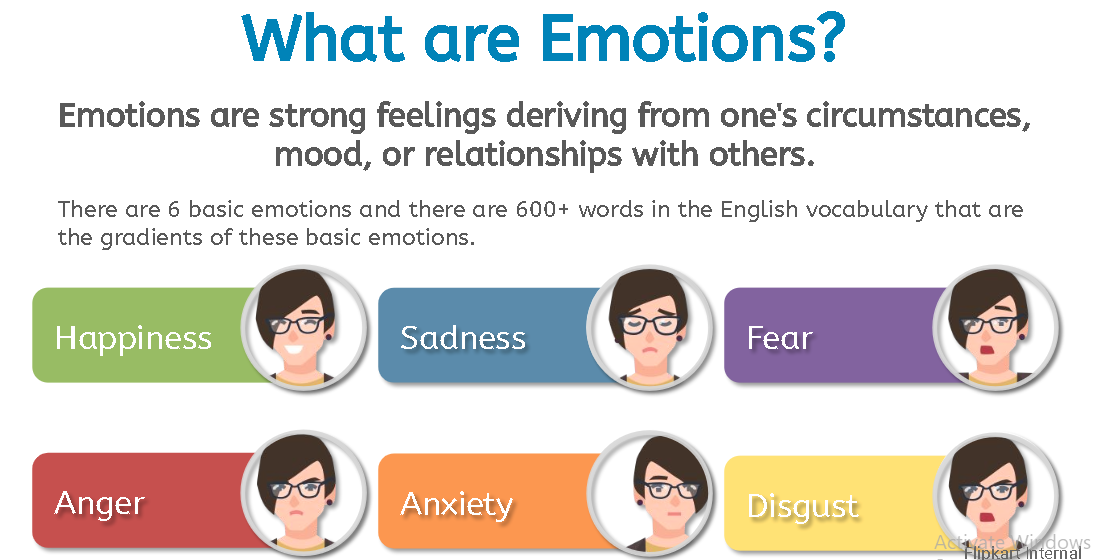 What are Emotions?
Emotions are strong feelings deriving from one's circumstances,
mood, or relationships with others.
There are 6 basic emotions and there are 600+ words in the English vocabulary that are
the gradients of these basic emotions.
Happiness
Sadness
Fear
Anger
Anxiety
Disgust
Activate Windows
Flipkart Internal